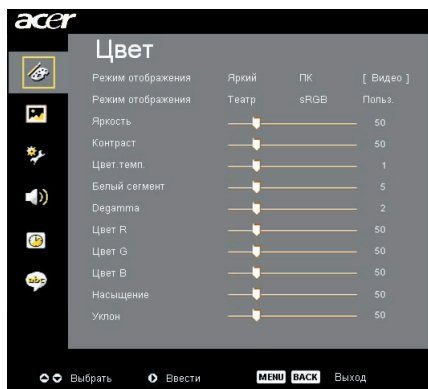 acer
Цвет
Режим отображения Яркий ПК [ Видео ]
Режим отображения Театр sRGB Польз.
Яркость 50
Контраст 50
Цвет.темп. 1
Белый сегмент 5
Degamma 2
Цвет R 50
Цвет G 50
Цвет B 50
Насыщение 50
Уклон 50
abc
Выбрать Ввести MENU BACK Выход